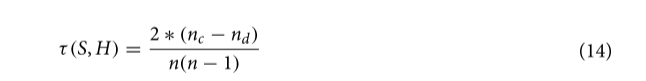 τ(S, H) = 2 ∗ (n_c − n_d) / n(n − 1) (14)